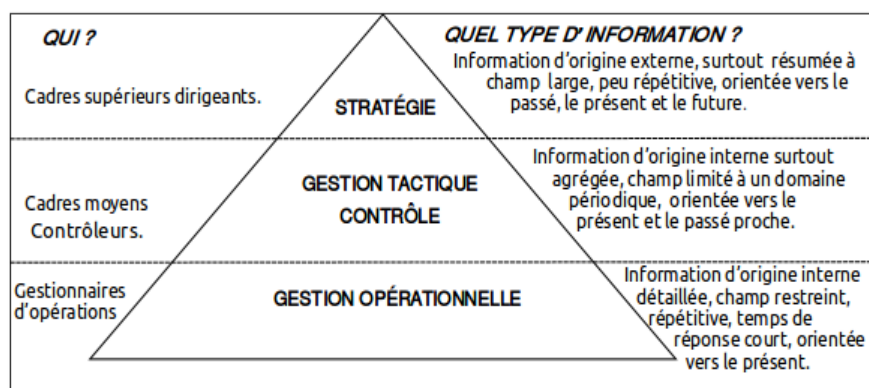 QUI ?
QUEL TYPE D' INFORMATION ?
Cadres supérieurs dirigeants.
STRATÉGIE
Information d'origine externe, surtout résumée à
champ large, peu répétitive, orientée vers le
passé, le présent et le future.
Cadres moyens
Contrôleurs.
GESTION TACTIQUE
CONTRÔLE
Information d'origine interne surtout
agrégée, champ limité à un domaine
périodique, orientée vers le
présent et le passé proche.
Gestionnaires
d'opérations
GESTION OPÉRATIONNELLE
Information d'origine interne
détaillée, champ restreint,
répétitive, temps de
réponse court, orientée
vers le présent.